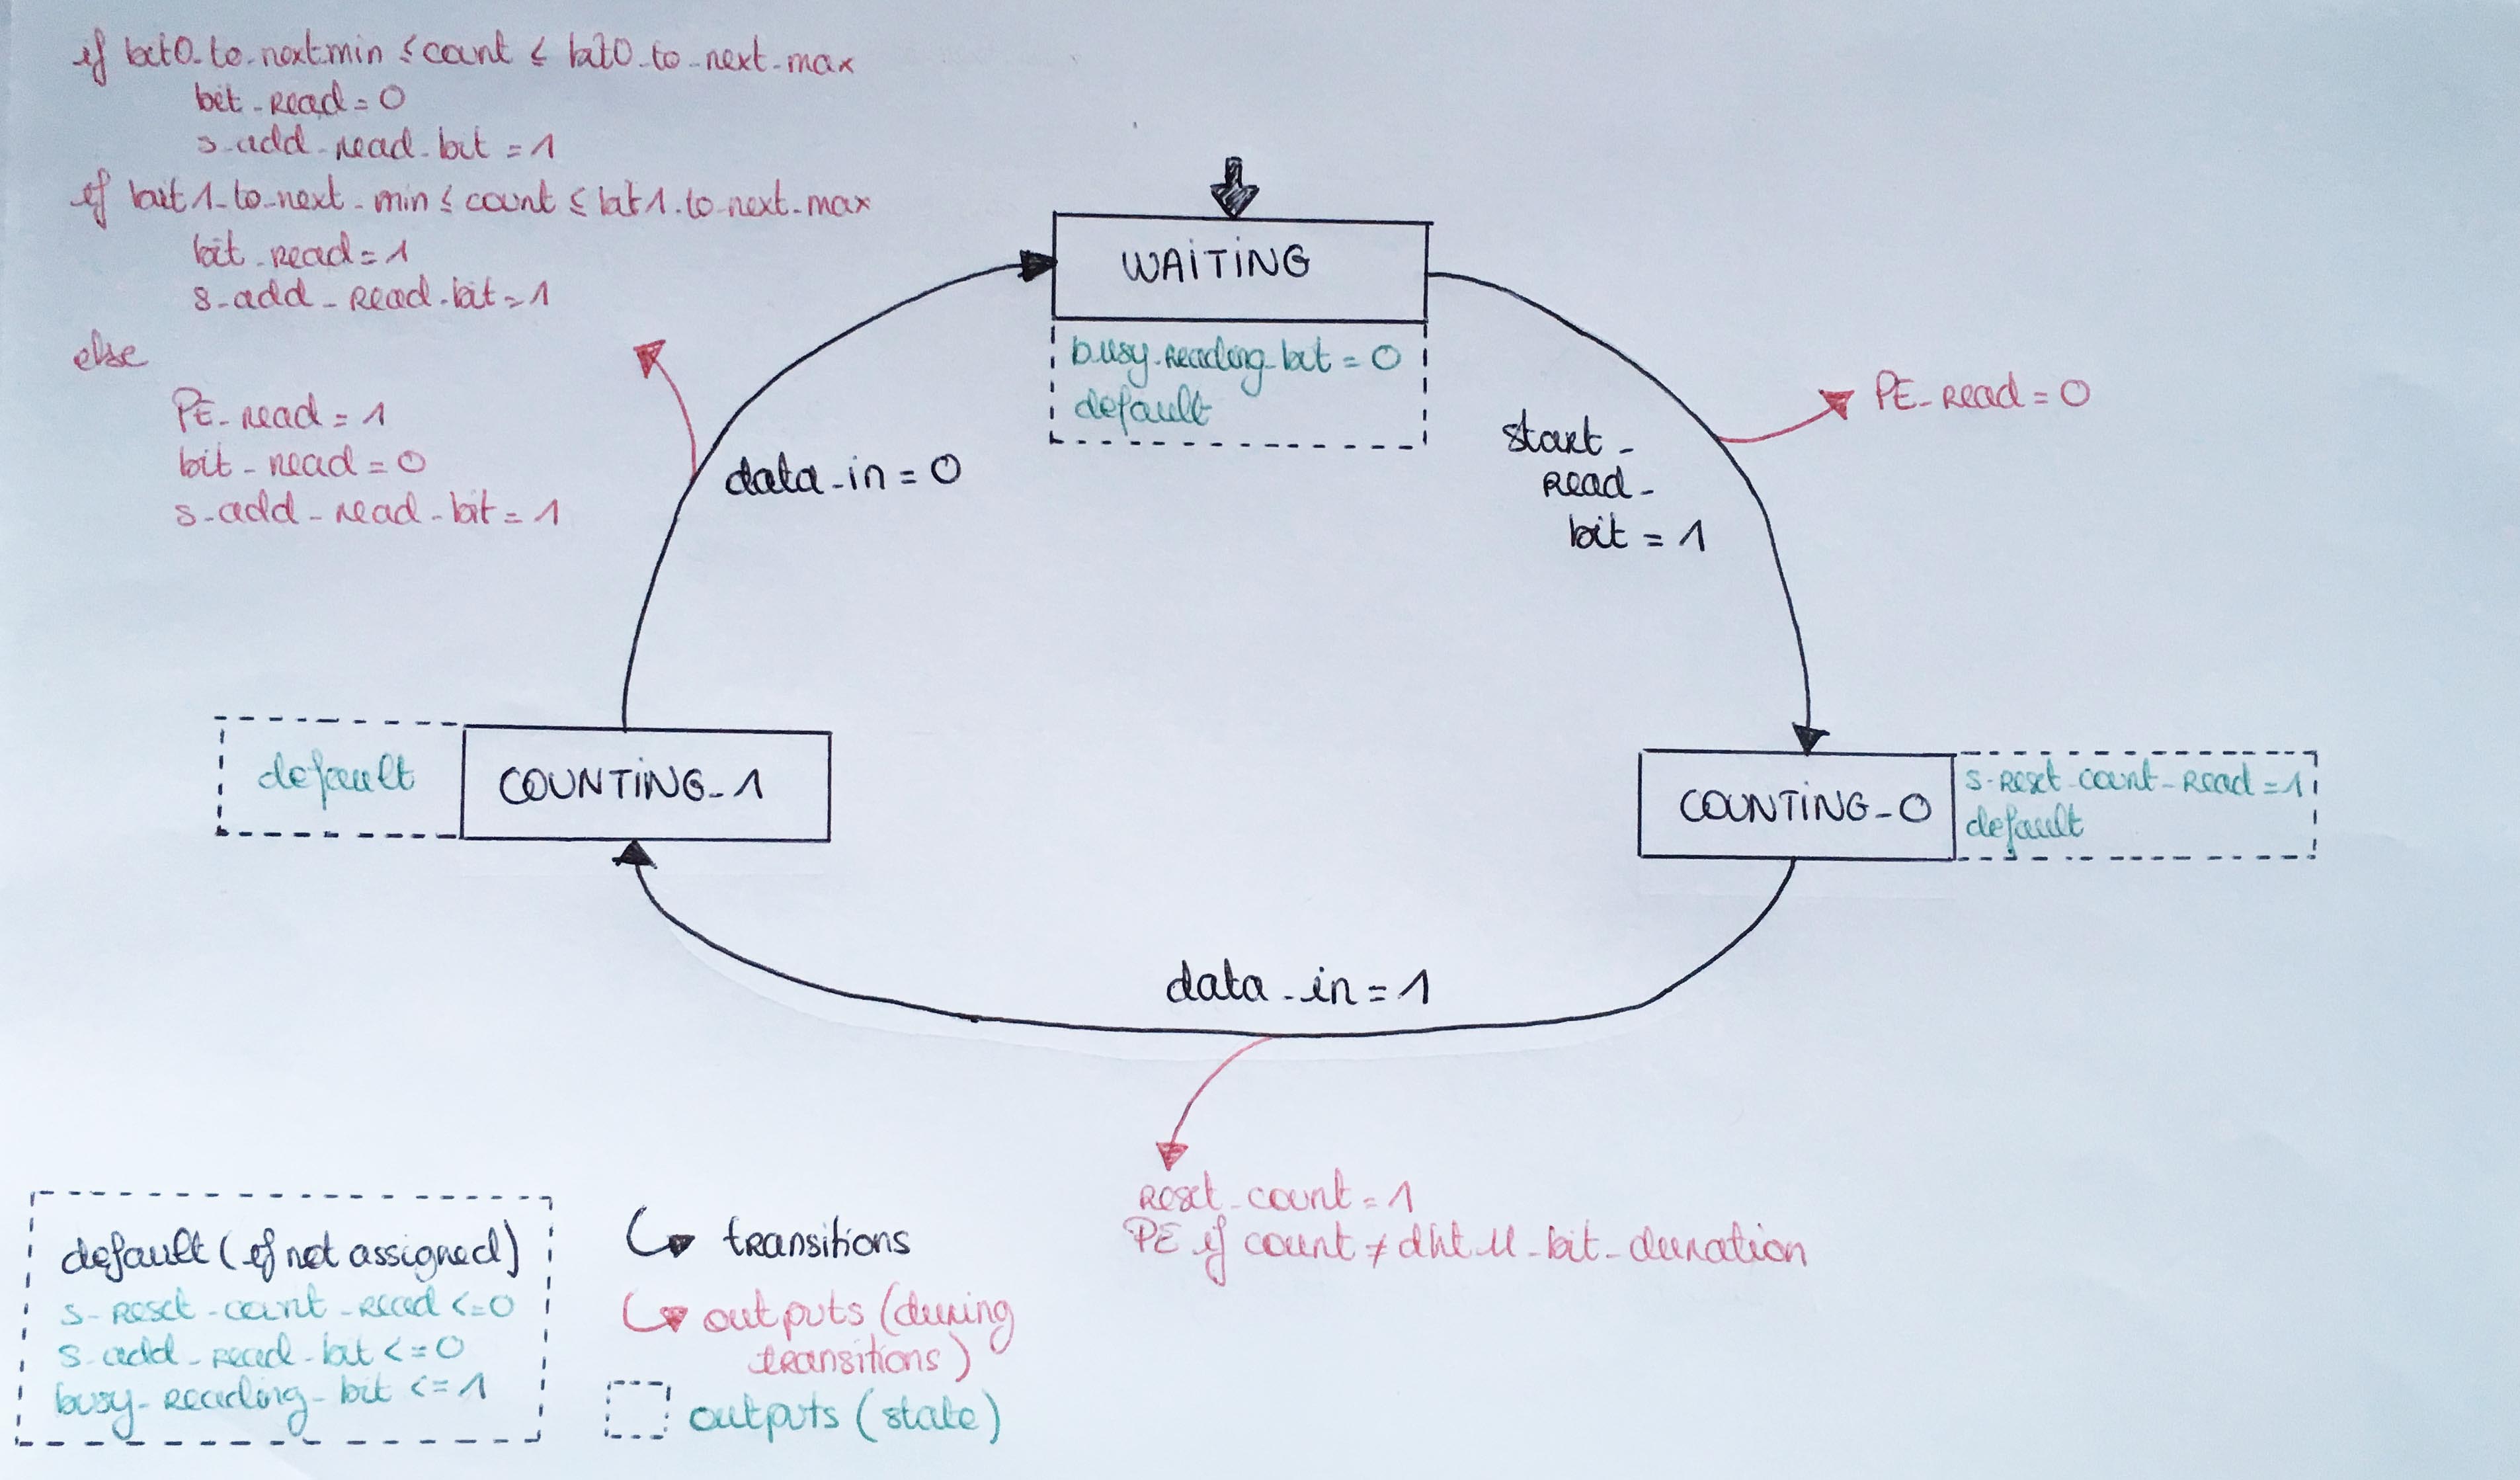 if bit0_to_next_min ≤ count ≤ bit0_to_next_max
bit_read = 0
s_add_read_bit = 1
if bit1_to_next_min ≤ count ≤ bit1_to_next_max
bit_read = 1
s_add_read_bit = 1
else
PE_read = 1
bit_read = 0
s_add_read_bit = 1
WAITING
busy_reading_bit = 0
default
PE_read = 0
start_
read_
bit = 1
data_in = 0
default
COUNTING_1
COUNTING_0
s_reset_count_read = 1
default
data_in = 1
reset_count = 1
PE if count ≠ dht11_bit_duration
default (if not assigned)
s_reset_count_read <= 0
s_add_read_bit <= 0
busy_reading_bit <= 1
transitions
outputs (during
transitions)
outputs (state)